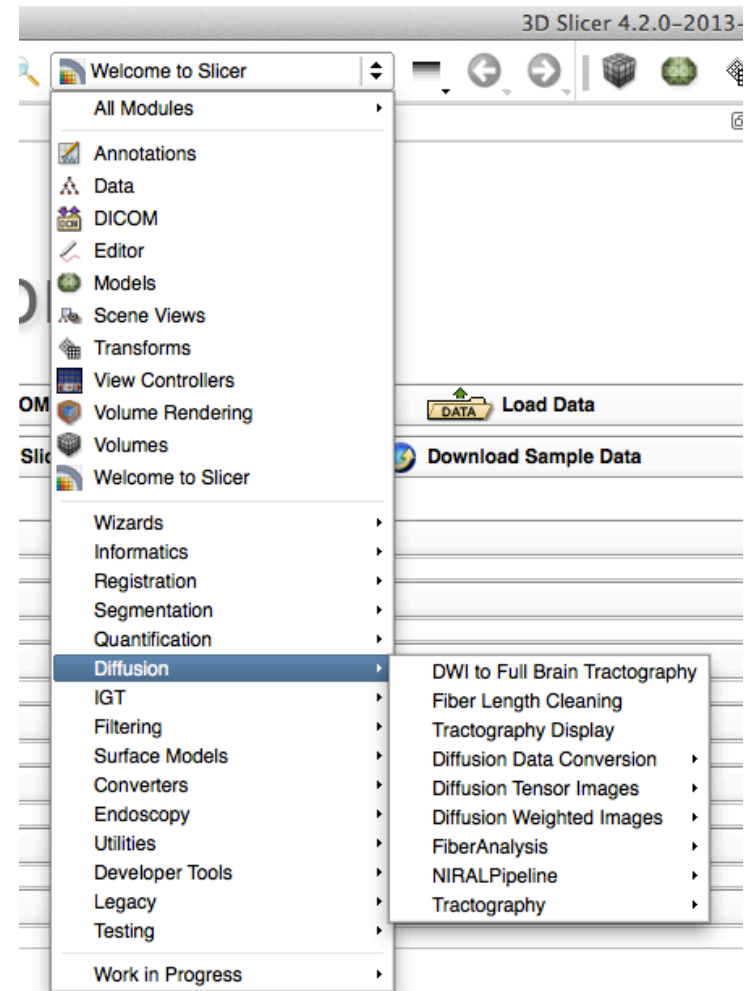 3D Slicer 4.2.0-2013-
Welcome to Slicer
All Modules
Annotations
Data
DICOM
Editor
Models
Scene Views
Transforms
View Controllers
OM
DATA Load Data
Volume Rendering
Volumes
Slic
Download Sample Data
Welcome to Slicer
Wizards
Informatics
Registration
Segmentation
Quantification
Diffusion
IGT
Filtering
Surface Models
Converters
Endoscopy
Utilities
Developer Tools
Legacy
Testing
Work in Progress
DWI to Full Brain Tractography
Fiber Length Cleaning
Tractography Display
Diffusion Data Conversion
Diffusion Tensor Images
Diffusion Weighted Images
FiberAnalysis
NIRALPipeline
Tractography